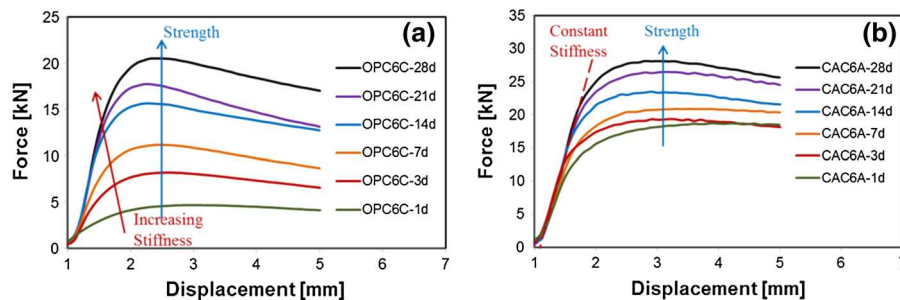 (a)
Force [kN]
25
20
15
10
5
0
1
2
3
4
5
6
7
Displacement [mm]
Strength
Increasing
Stiffness
OPC6C-28d
OPC6C-21d
OPC6C-14d
OPC6C-7d
OPC6C-3d
OPC6C-1d
(b)
Force [kN]
35
30
25
20
15
10
5
0
1
2
3
4
5
6
7
Displacement [mm]
Constant
Stiffness
Strength
CAC6A-28d
CAC6A-21d
CAC6A-14d
CAC6A-7d
CAC6A-3d
CAC6A-1d